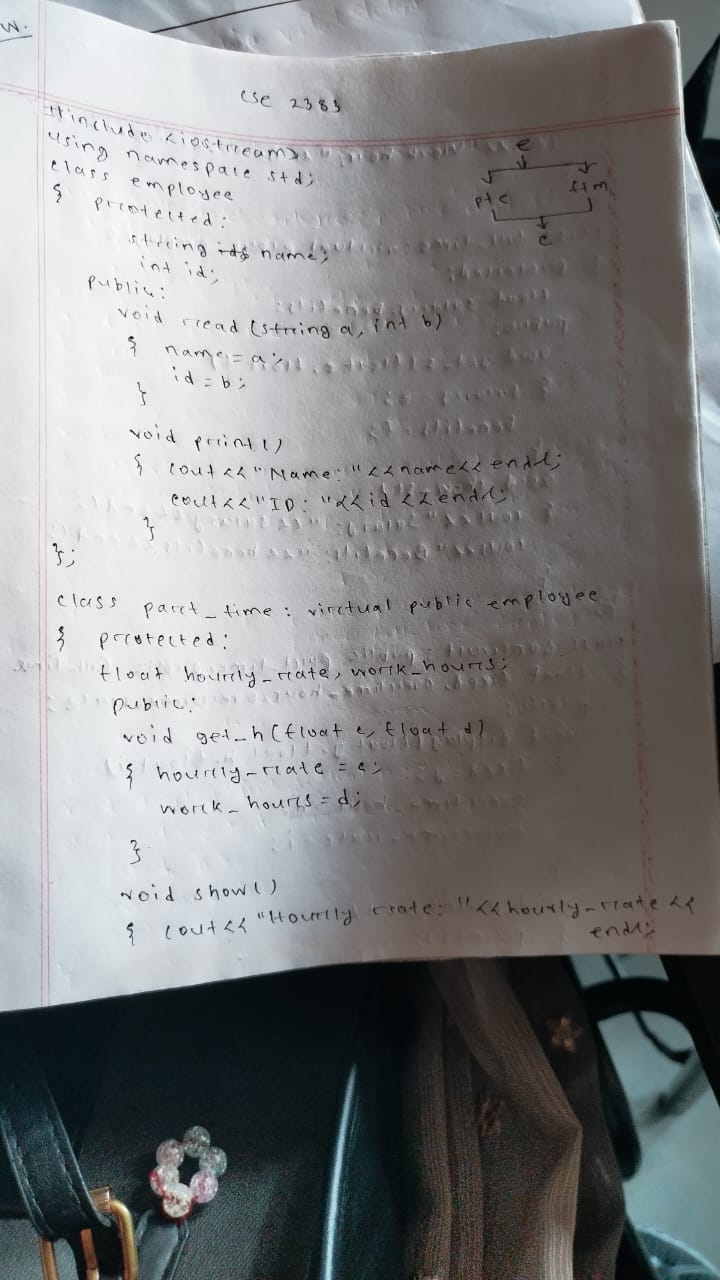 W.
CSE 2383
#include <iostream>
using namespace std;
class employee
{ protected:
string name;
int id;
public:
void read (string a, int b)
{ name = a;
id = b;
}
void print()
{ cout << "Name: " << name << endl;
cout << "ID: " << id << endl;
}
};
class part_time : virtual public employee
{ protected:
float hourly_rate, work_hours;
public:
void get_h (float c, float d)
{ hourly_rate = c;
work_hours = d;
}
void show()
{ cout << "Hourly rate: " << hourly_rate <<
endl;
e
ptc ftm
c